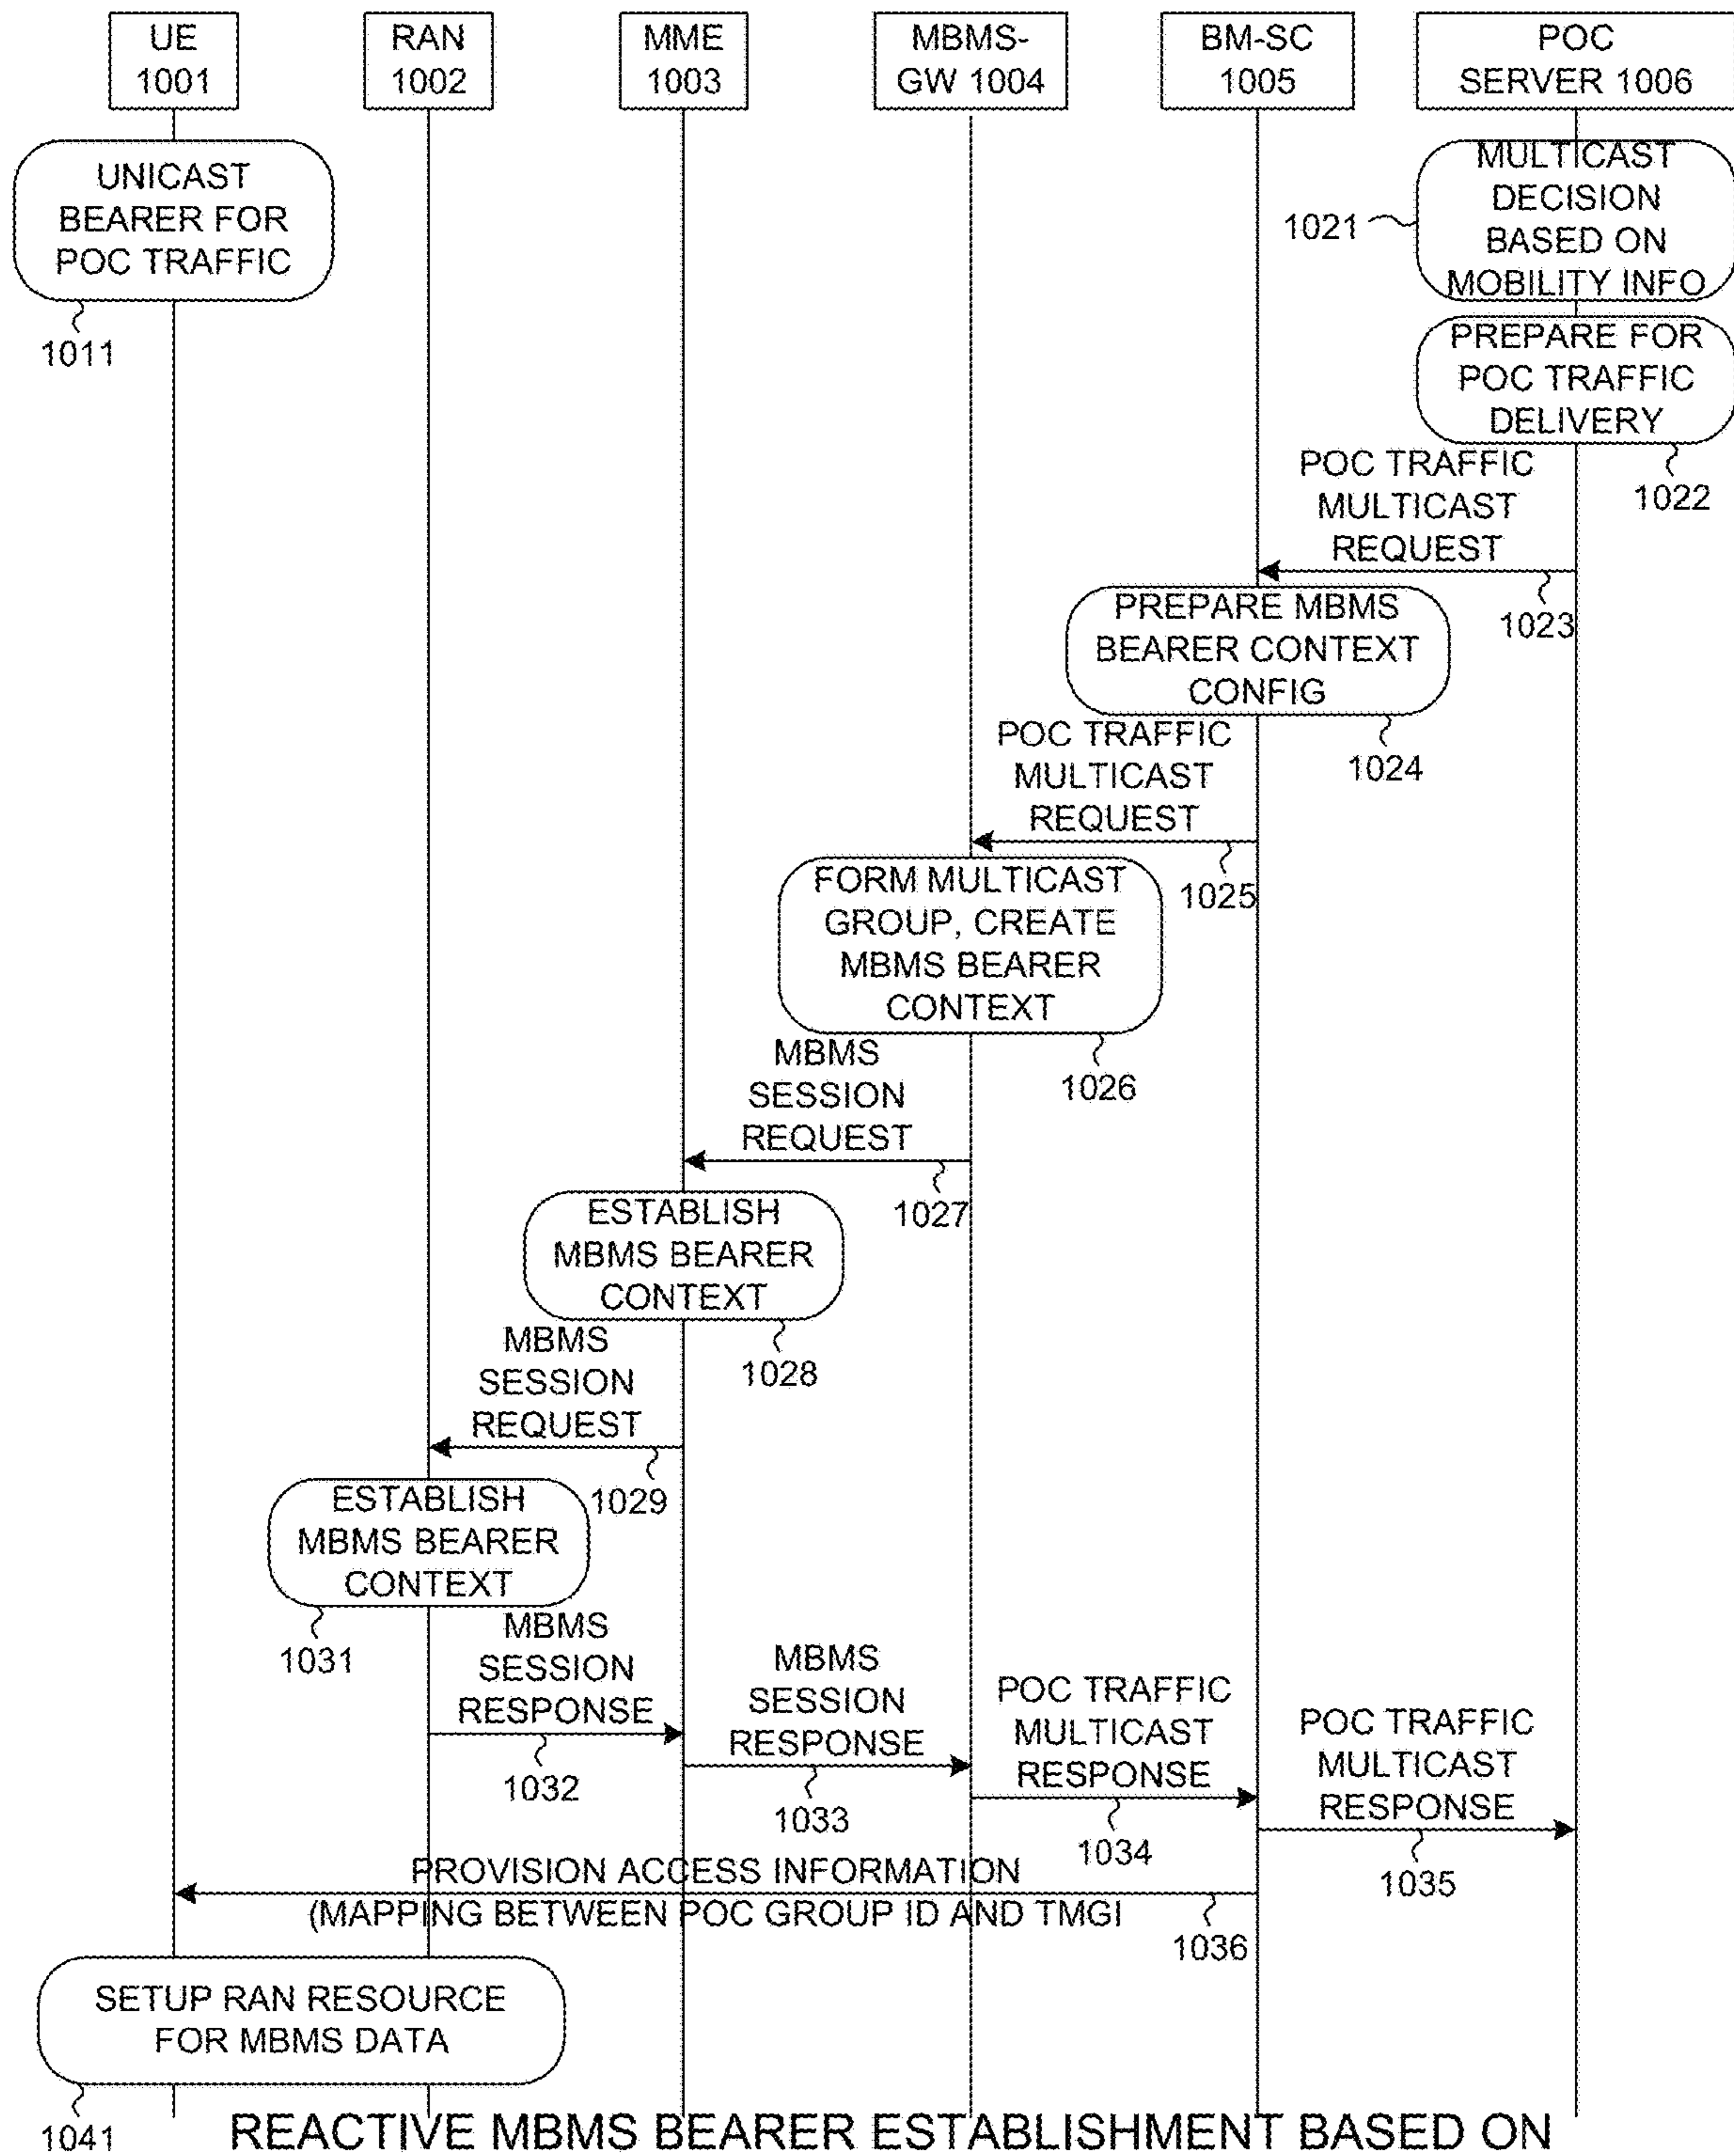 UE
1001
RAN
1002
MME
1003
MBMS-
GW 1004
BM-SC
1005
POC
SERVER 1006
UNICAST
BEARER FOR
POC TRAFFIC
1011
MULTICAST
DECISION
BASED ON
MOBILITY INFO
1021
PREPARE FOR
POC TRAFFIC
DELIVERY
1022
POC TRAFFIC
MULTICAST
REQUEST
1023
PREPARE MBMS
BEARER CONTEXT
CONFIG
1024
POC TRAFFIC
MULTICAST
REQUEST
1025
FORM MULTICAST
GROUP, CREATE
MBMS BEARER
CONTEXT
1026
MBMS
SESSION
REQUEST
1027
ESTABLISH
MBMS BEARER
CONTEXT
1028
MBMS
SESSION
REQUEST
1029
ESTABLISH
MBMS BEARER
CONTEXT
1031
MBMS
SESSION
RESPONSE
1032
MBMS
SESSION
RESPONSE
1033
POC TRAFFIC
MULTICAST
RESPONSE
1034
POC TRAFFIC
MULTICAST
RESPONSE
1035
PROVISION ACCESS INFORMATION
(MAPPING BETWEEN POC GROUP ID AND TMGI
1036
SETUP RAN RESOURCE
FOR MBMS DATA
1041
REACTIVE MBMS BEARER ESTABLISHMENT BASED ON